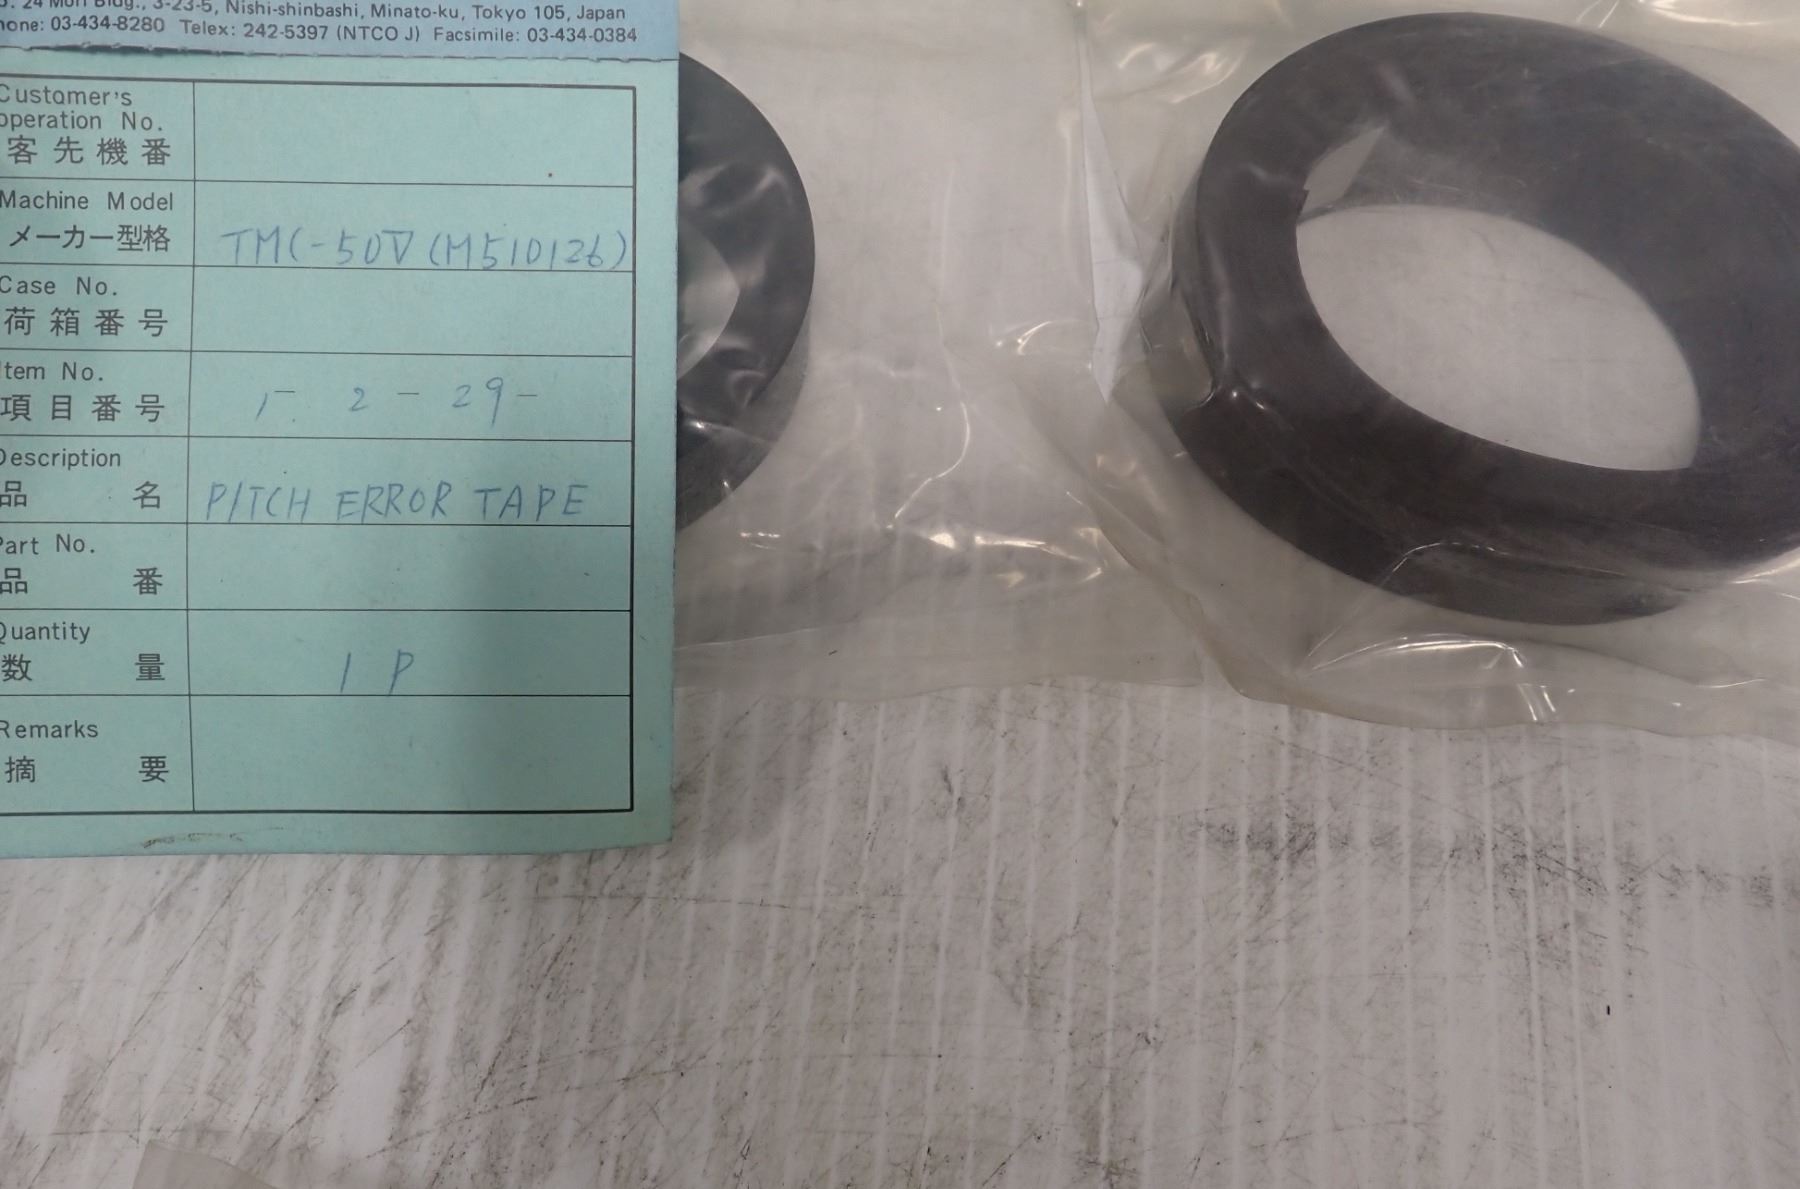 24 Mori Bldg., 3-23-5, Nishi-shinbashi, Minato-ku, Tokyo 105, Japan
hone: 03-434-8280 Telex: 242-5397 (NTCO J) Facsimile: 03-434-0384
Customer's
operation No.
客先機番
Machine Model
メーカー型格
TMC-50V (M510126)
Case No.
荷箱番号
Item No.
項目番号
1- 2 - 29 -
Description
品名
PITCH ERROR TAPE
Part No.
品番
Quantity
数量
1 P
Remarks
摘要